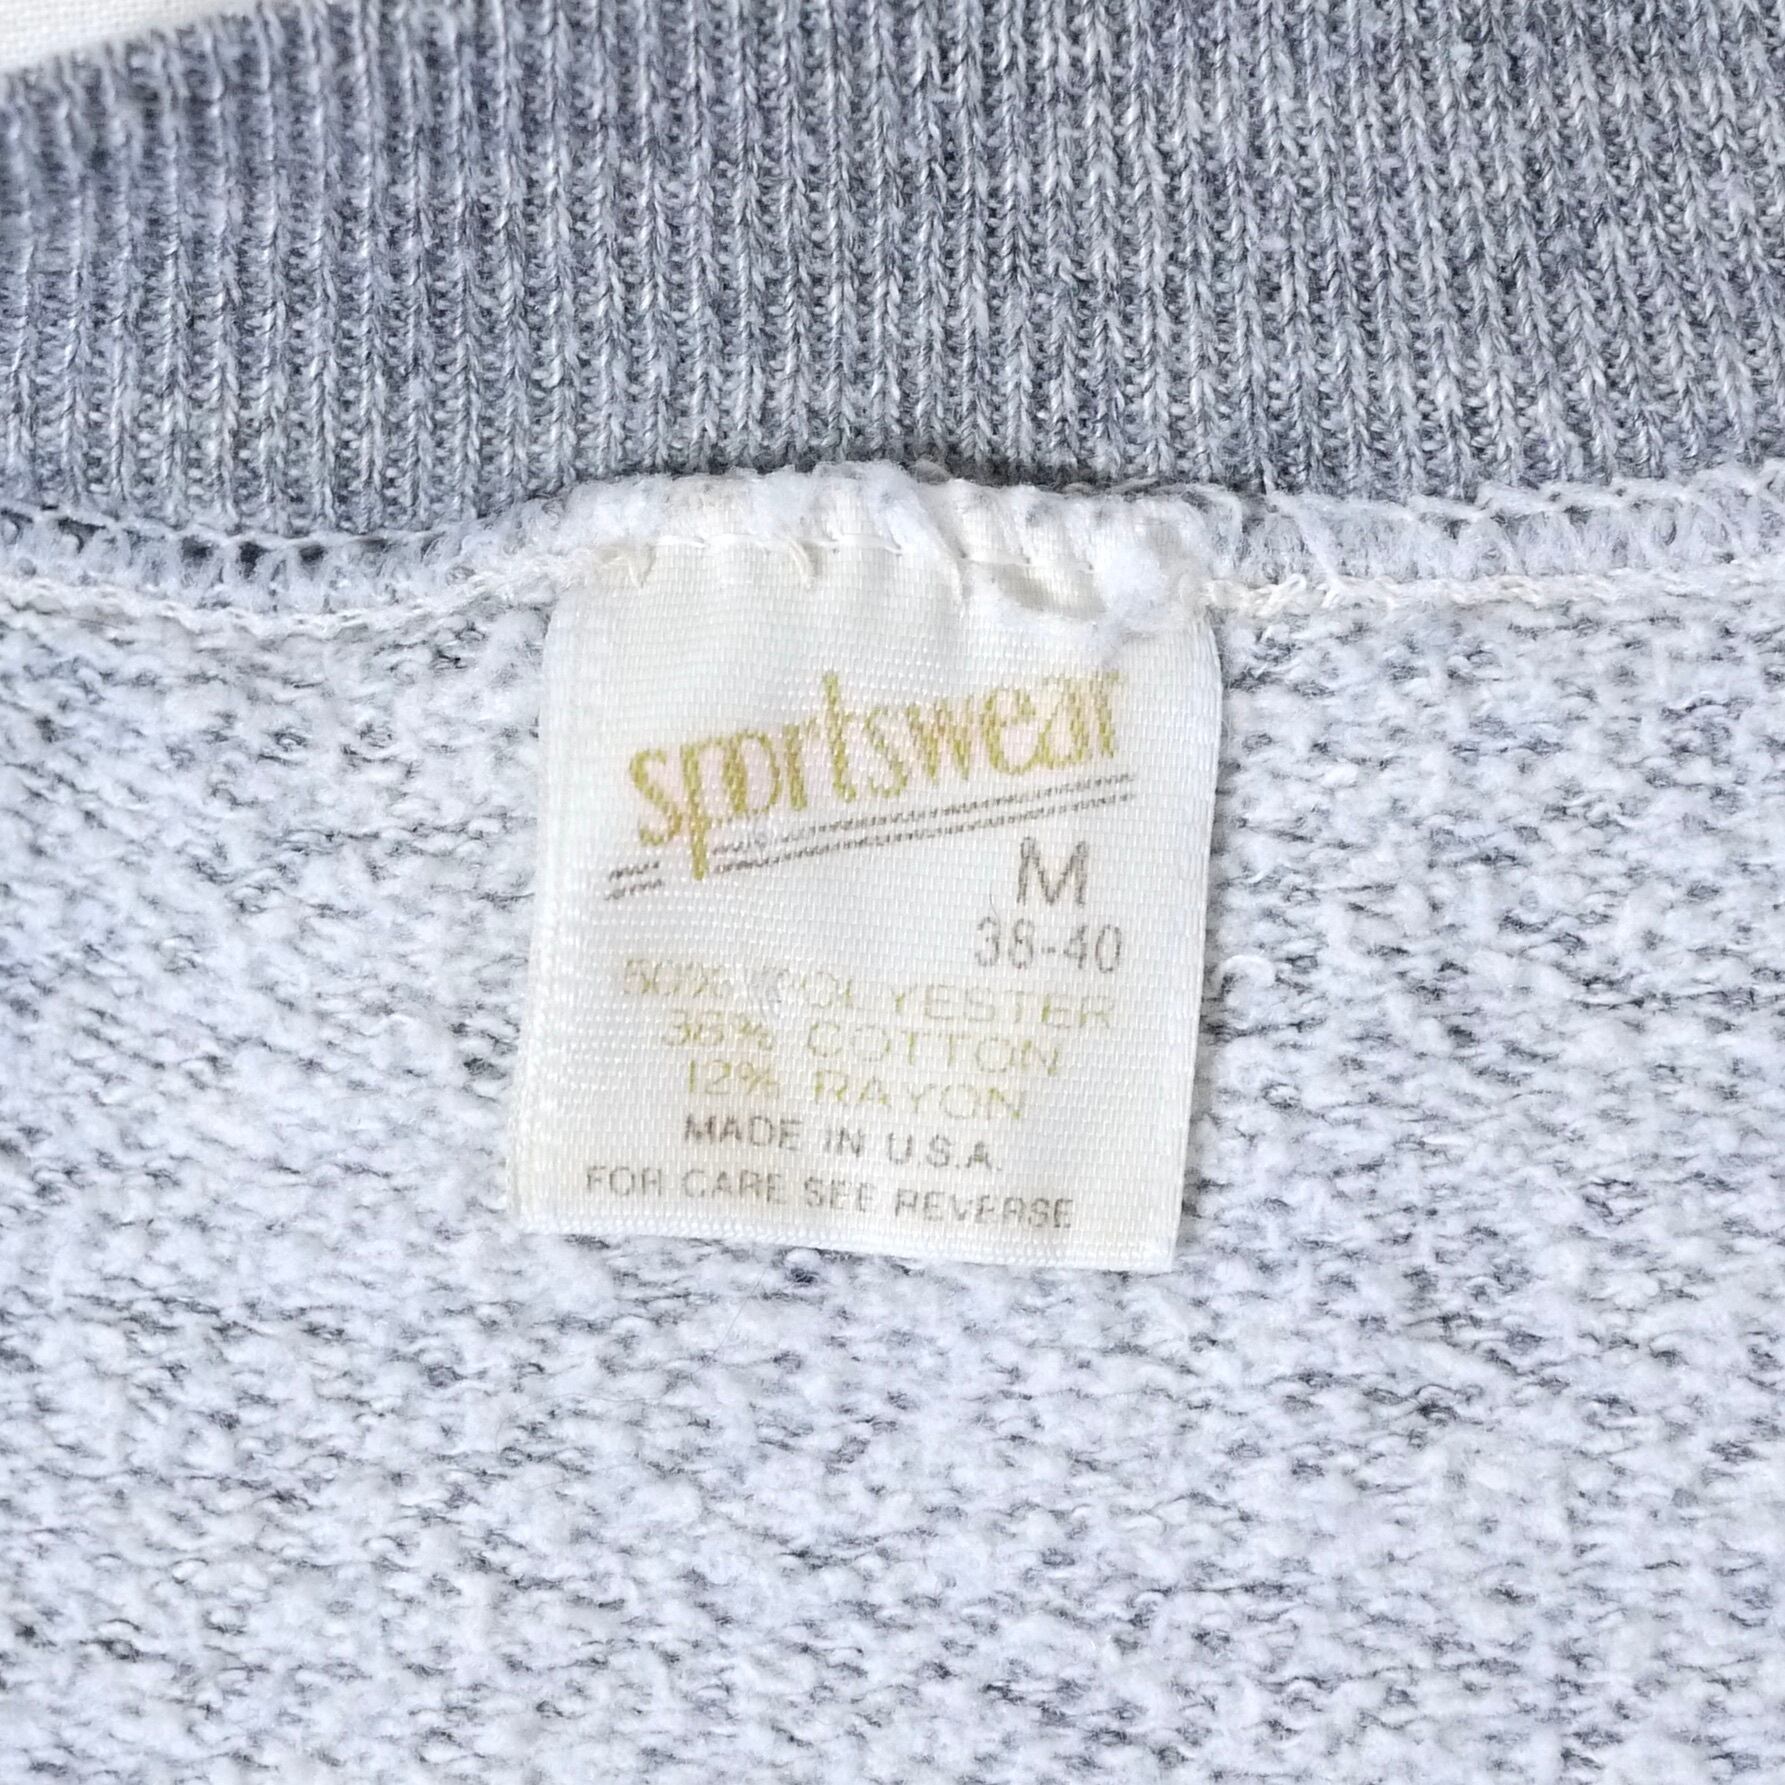 sportswear
M
38-40
50% POLYESTER
38% COTTON
12% RAYON
MADE IN U.S.A.
FOR CARE SEE REVERSE